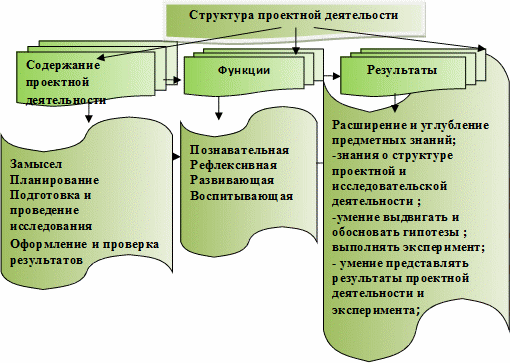 Структура проектной деятельости
Содержание
проектной
деятельности
Функции
Результаты
Замысел
Планирование
Подготовка и
проведение
исследования
Оформление и проверка
результатов
Познавательная
Рефлексивная
Развивающая
Воспитывающая
Расширение и углубление
предметных знаний;
-знания о структуре
проектной и
исследовательской
деятельности ;
-умение выдвигать и
обосновать гипотезы ;
выполнять эксперимент;
- умение представлять
результаты проектной
деятельности и
эксперимента;